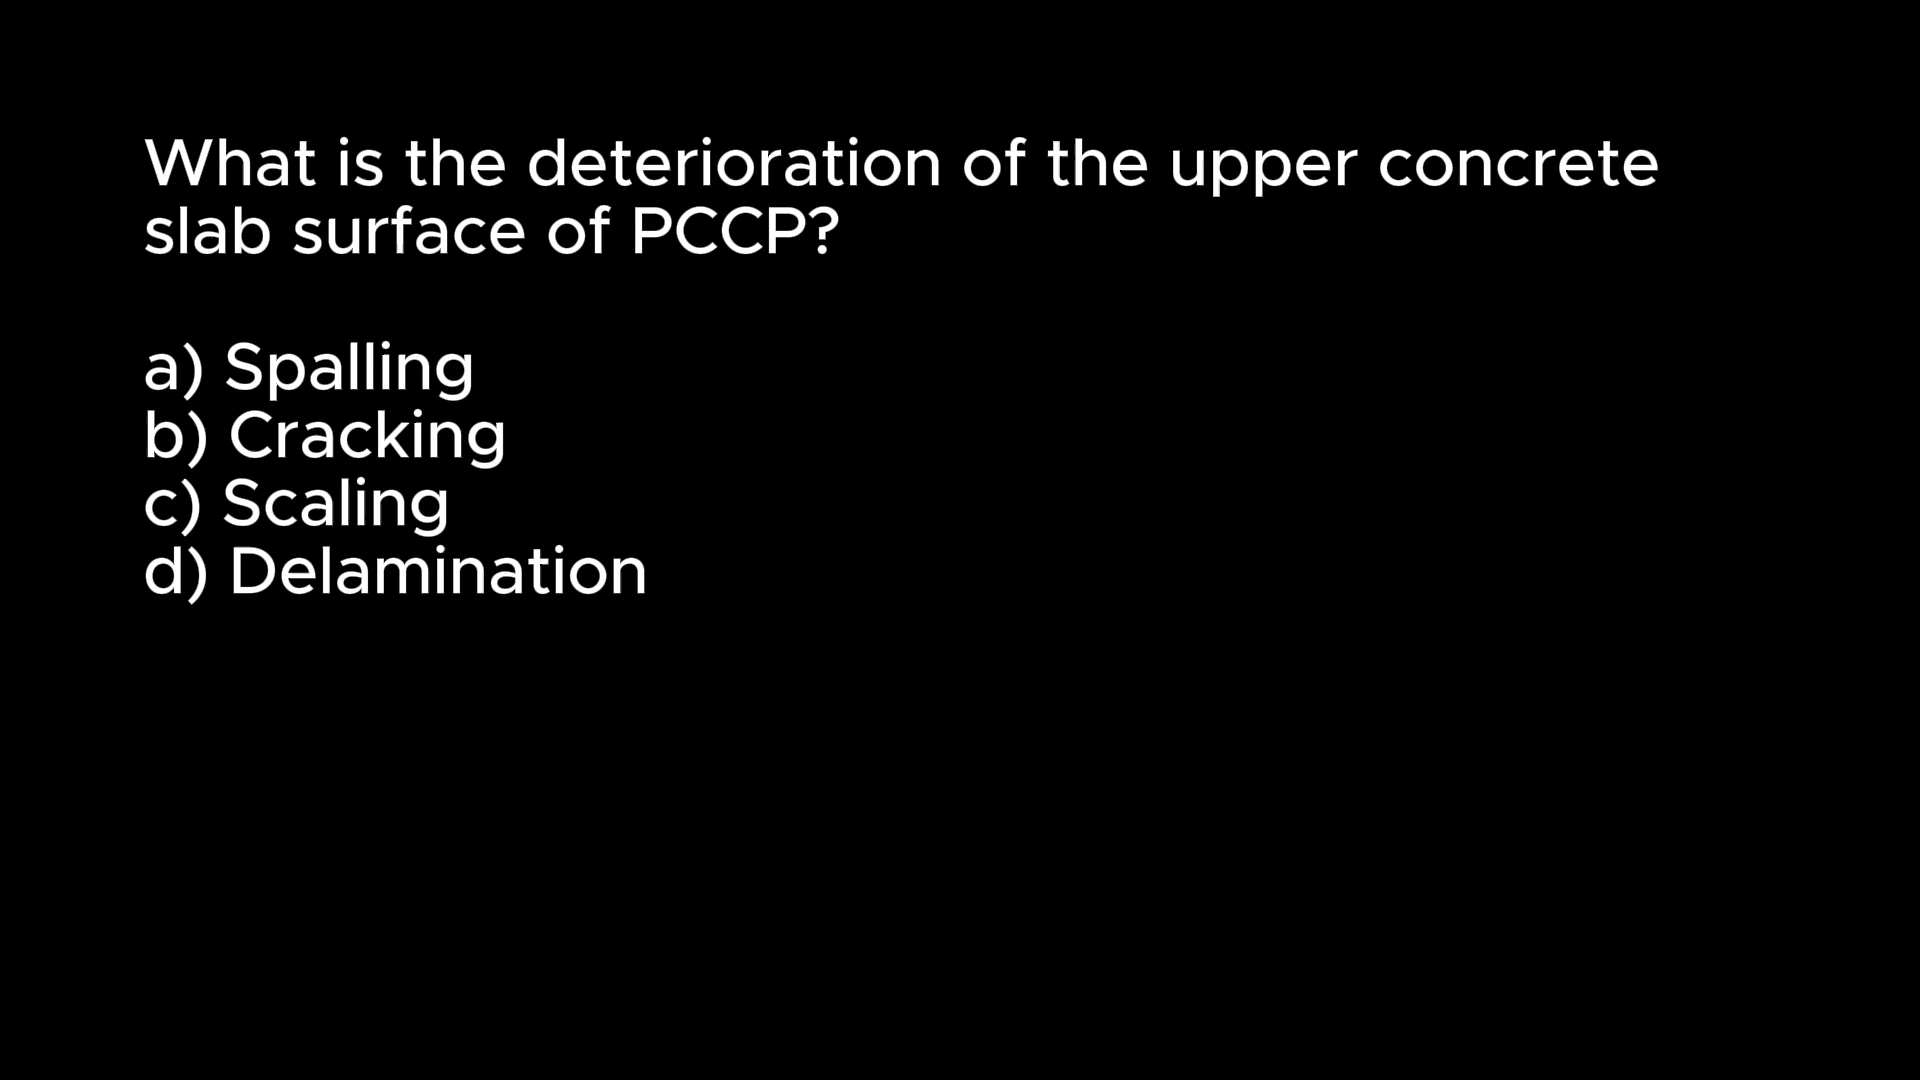 What is the deterioration of the upper concrete
slab surface of PCCP?
a) Spalling
b) Cracking
c) Scaling
d) Delamination